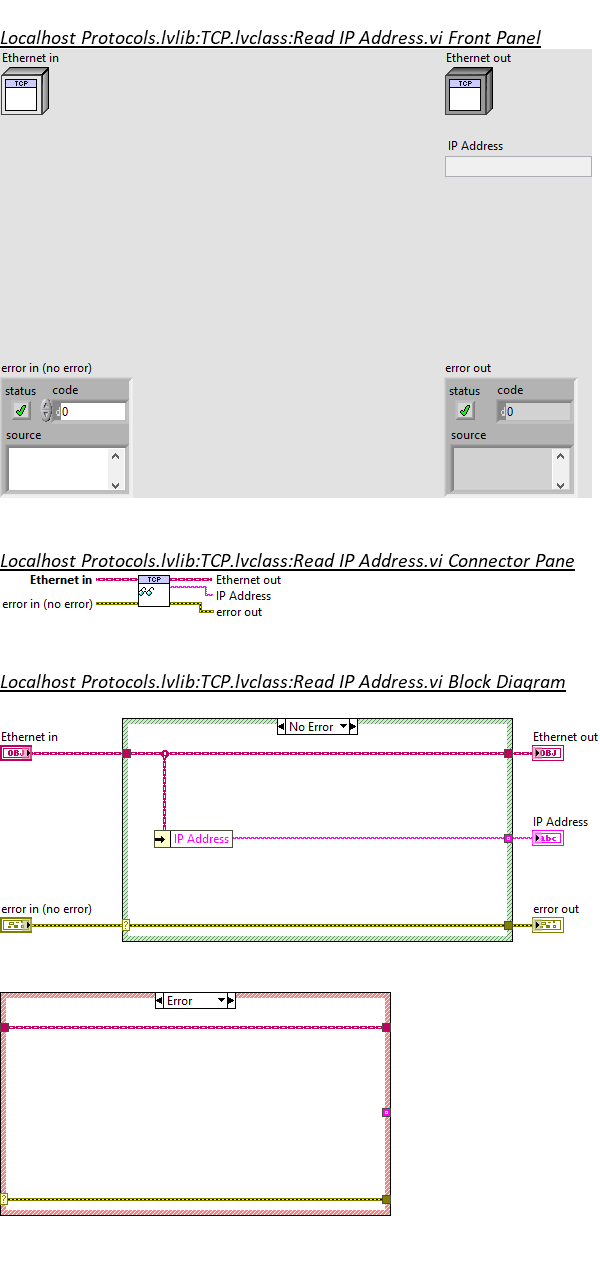 Localhost Protocols.lvlib:TCP.lvclass:Read IP Address.vi Front Panel
Ethernet in
Ethernet out
TCP
TCP
IP Address
error in (no error)
error out
status code
status code
d 0
d 0
source
source
Localhost Protocols.lvlib:TCP.lvclass:Read IP Address.vi Connector Pane
Ethernet in
TCP
Ethernet out
IP Address
error in (no error)
error out
Localhost Protocols.lvlib:TCP.lvclass:Read IP Address.vi Block Diagram
No Error
Ethernet in
Ethernet out
OBJ
OBJ
IP Address
IP Address
abc
error in (no error)
error out
?
Error
?